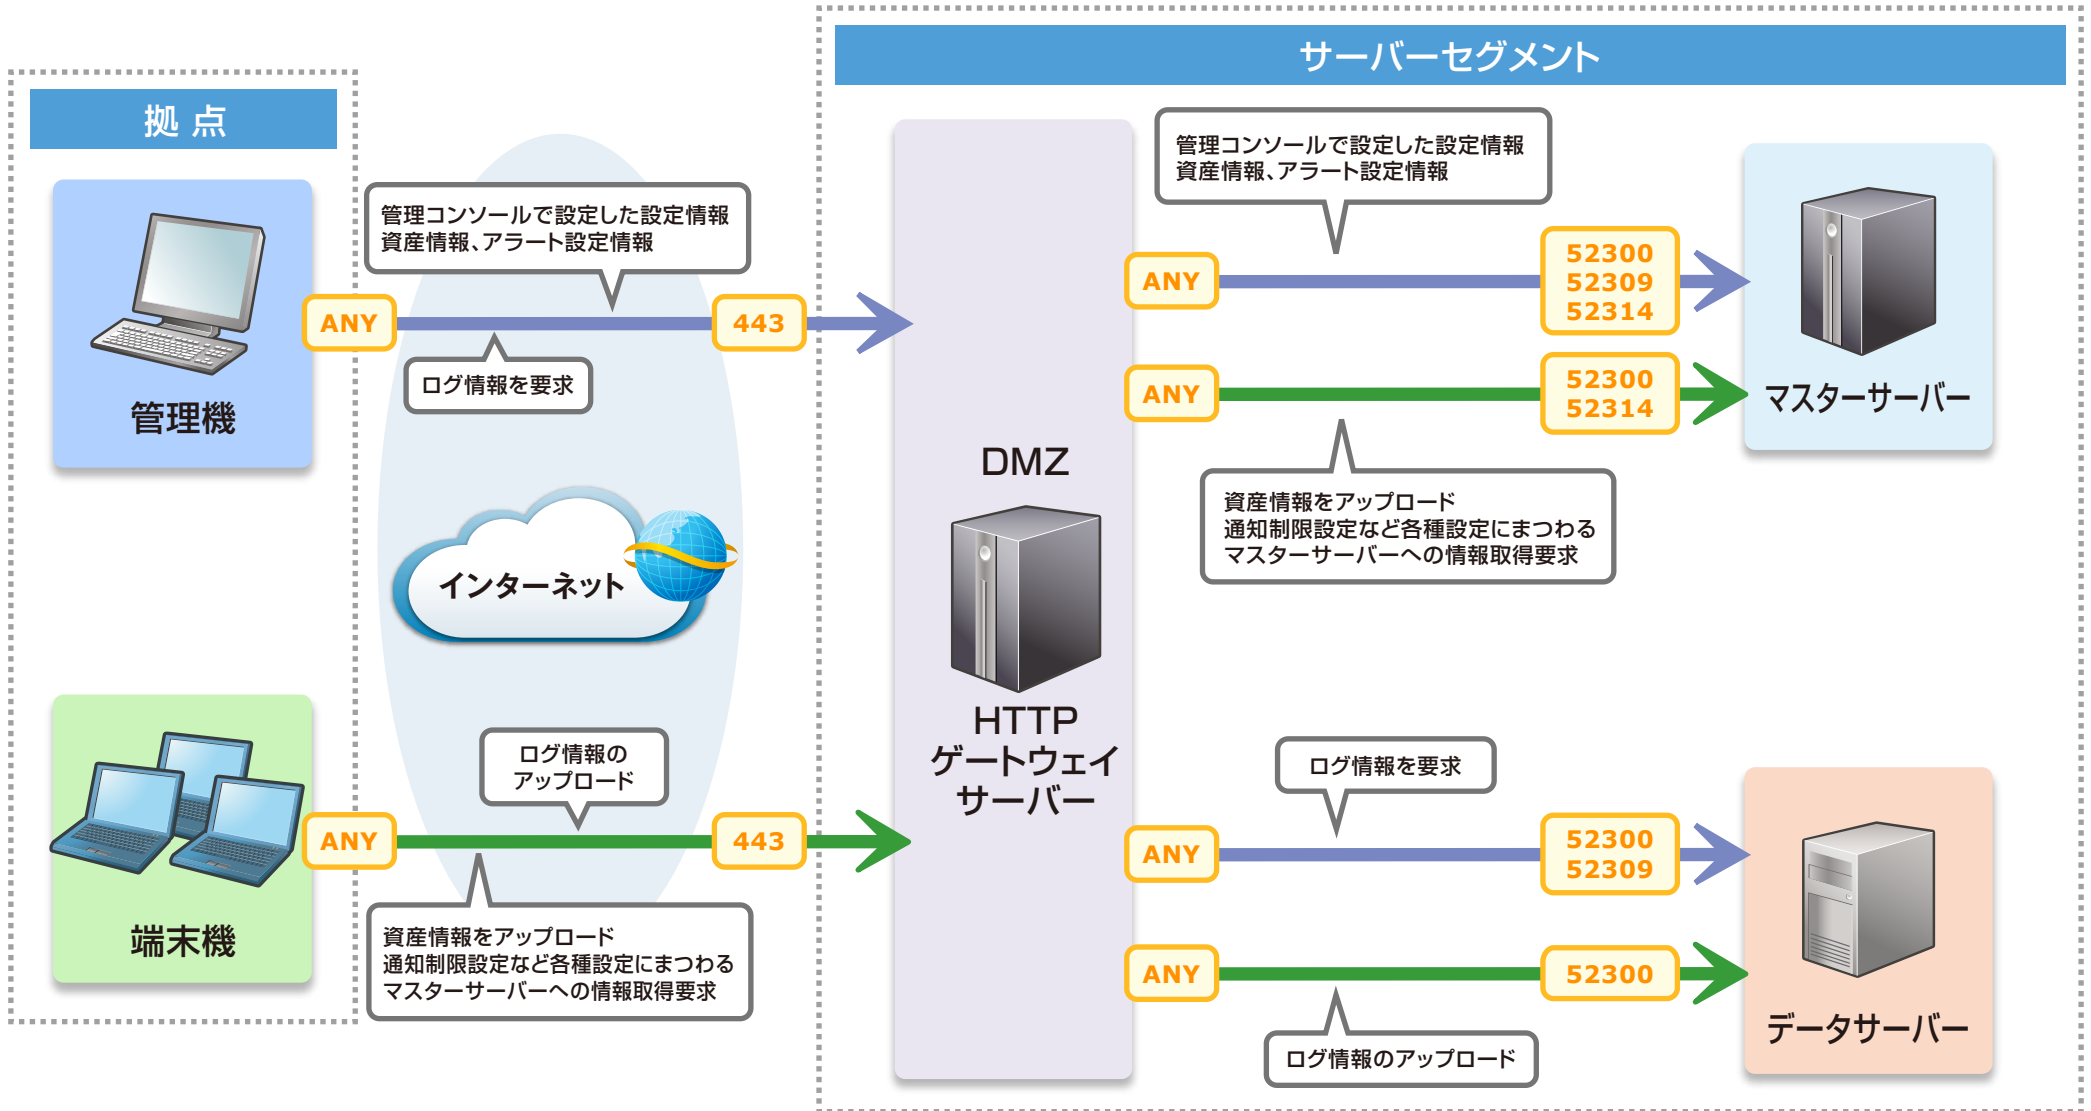 サーバーセグメント
拠 点
管理コンソールで設定した設定情報
資産情報、アラート設定情報
ANY
443
ログ情報を要求
管理機
インターネット
ログ情報の
アップロード
ANY
443
資産情報をアップロード
通知制限設定など各種設定にまつわる
マスターサーバーへの情報取得要求
端末機
DMZ
HTTP
ゲートウェイ
サーバー
管理コンソールで設定した設定情報
資産情報、アラート設定情報
ANY
52300
52309
52314
ANY
52300
52314
資産情報をアップロード
通知制限設定など各種設定にまつわる
マスターサーバーへの情報取得要求
マスターサーバー
ログ情報を要求
ANY
52300
52309
ANY
52300
ログ情報のアップロード
データサーバー